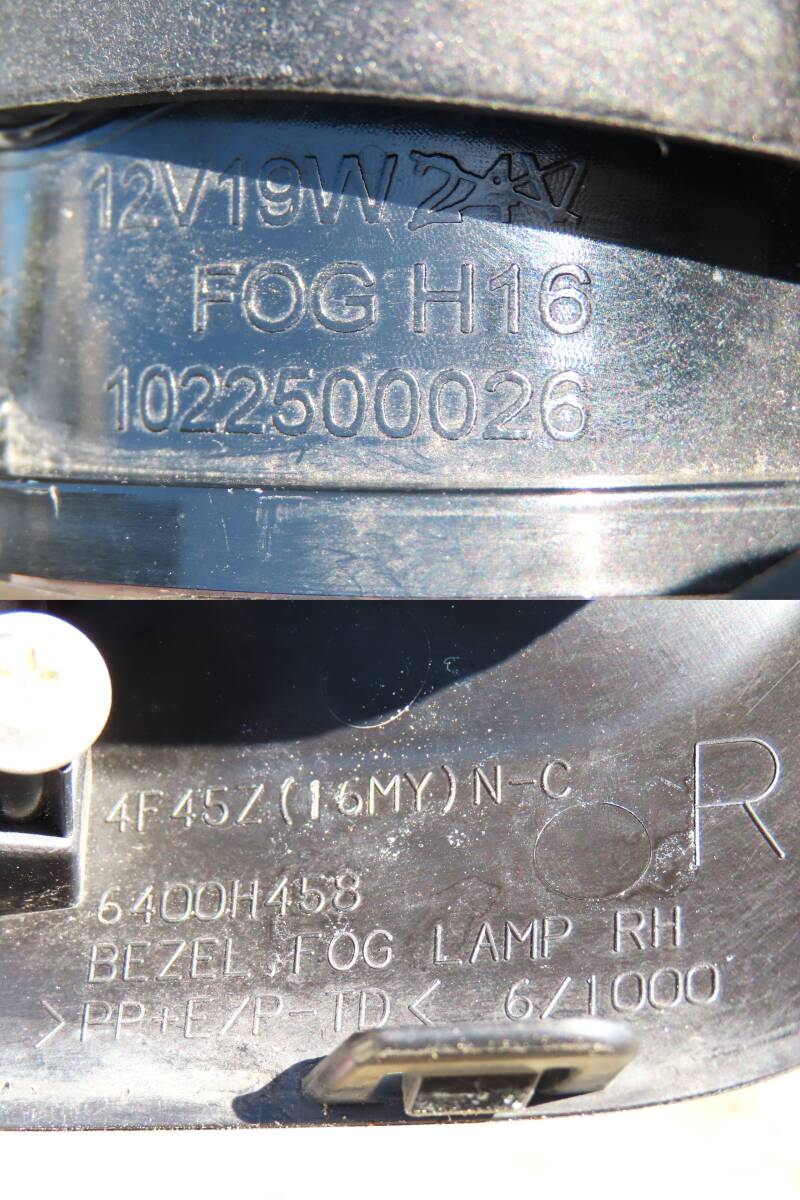 12V19W
FOG H16
1022500026
R
4F45Z(16MY)N-C
6400H458
BEZEL,FOG LAMP RH
>PP+E/P-TD< 6/1000